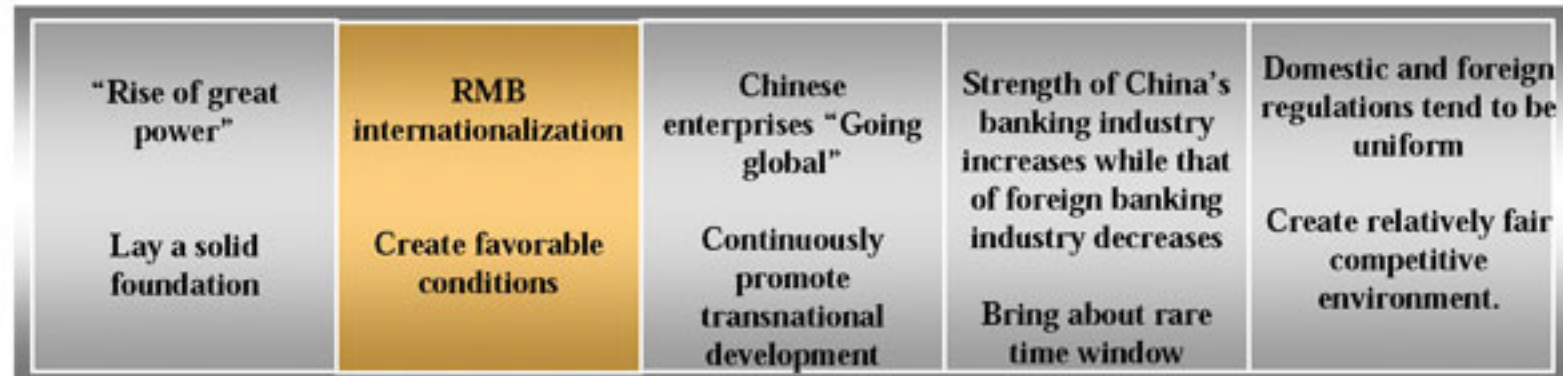 "Rise of great
power"
Lay a solid
foundation
RMB
internationalization
Create favorable
conditions
Chinese
enterprises "Going
global"
Continuously
promote
transnational
development
Strength of China's
banking industry
increases while that
of foreign banking
industry decreases
Bring about rare
time window
Domestic and foreign
regulations tend to be
uniform
Create relatively fair
competitive
environment.